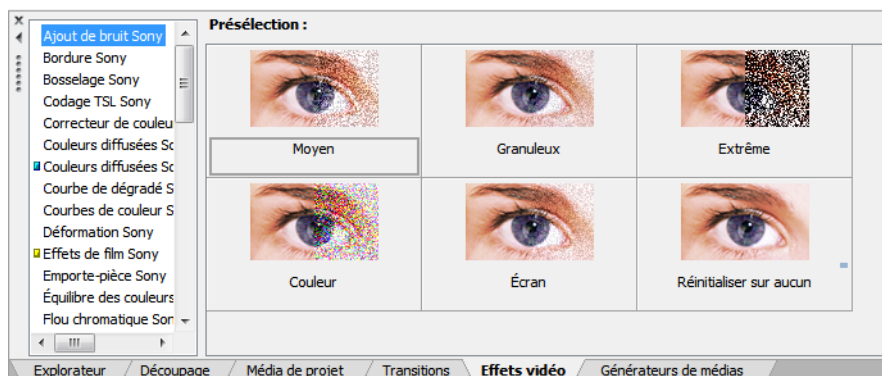 Présélection :
Ajout de bruit Sony
Bordure Sony
Bosselage Sony
Codage TSL Sony
Correcteur de couleu
Couleurs diffusées So
Couleurs diffusées So
Courbe de dégradé S
Courbes de couleur S
Déformation Sony
Effets de film Sony
Emporte-pièce Sony
Équilibre des couleurs
Flou chromatique Son
Moyen
Granuleux
Extrême
Couleur
Écran
Réinitialiser sur aucun
Explorateur
Découpage
Média de projet
Transitions
Effets vidéo
Générateurs de médias